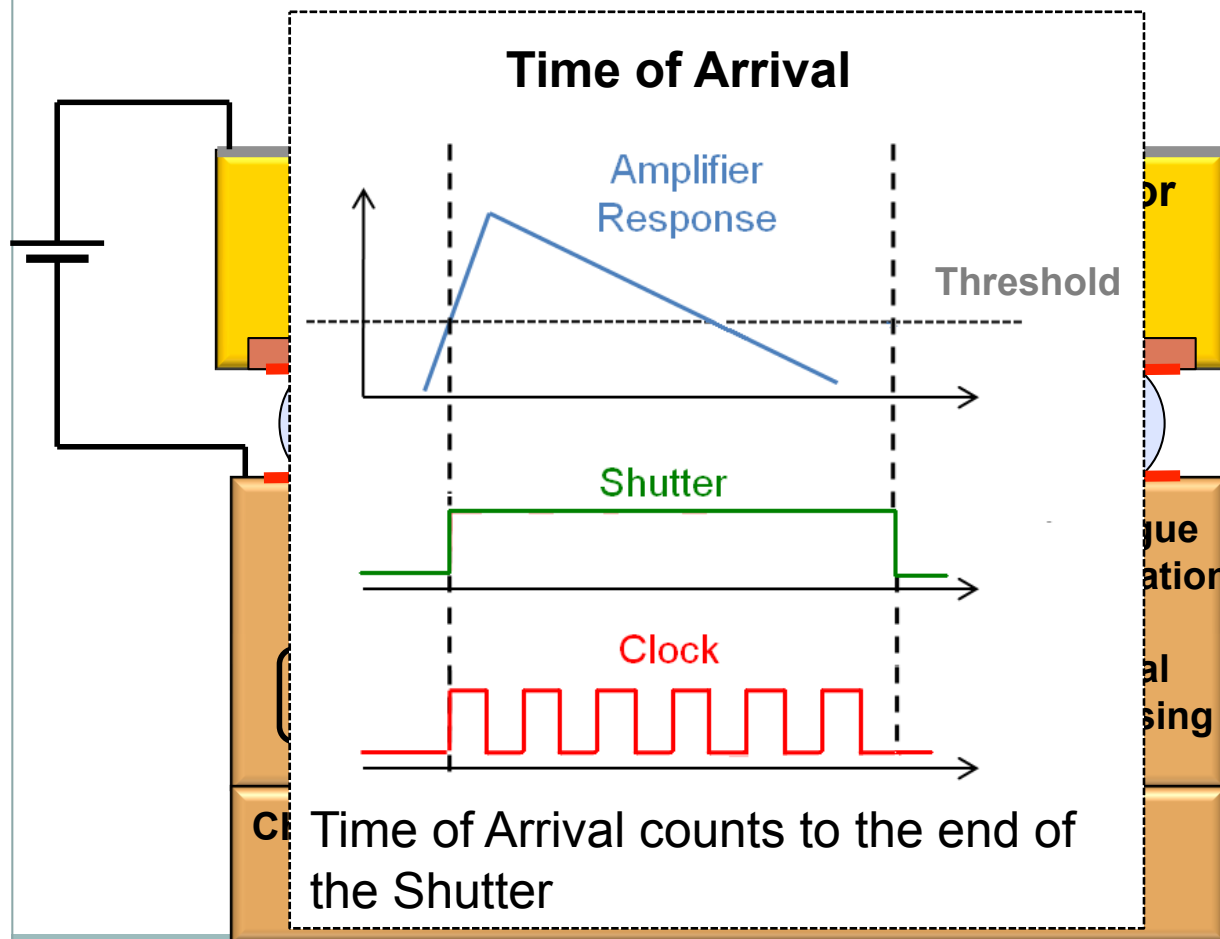 Time of Arrival
Amplifier
Response
or
Threshold
Shutter
gue
ation
Clock
al
sing
Time of Arrival counts to the end of
the Shutter